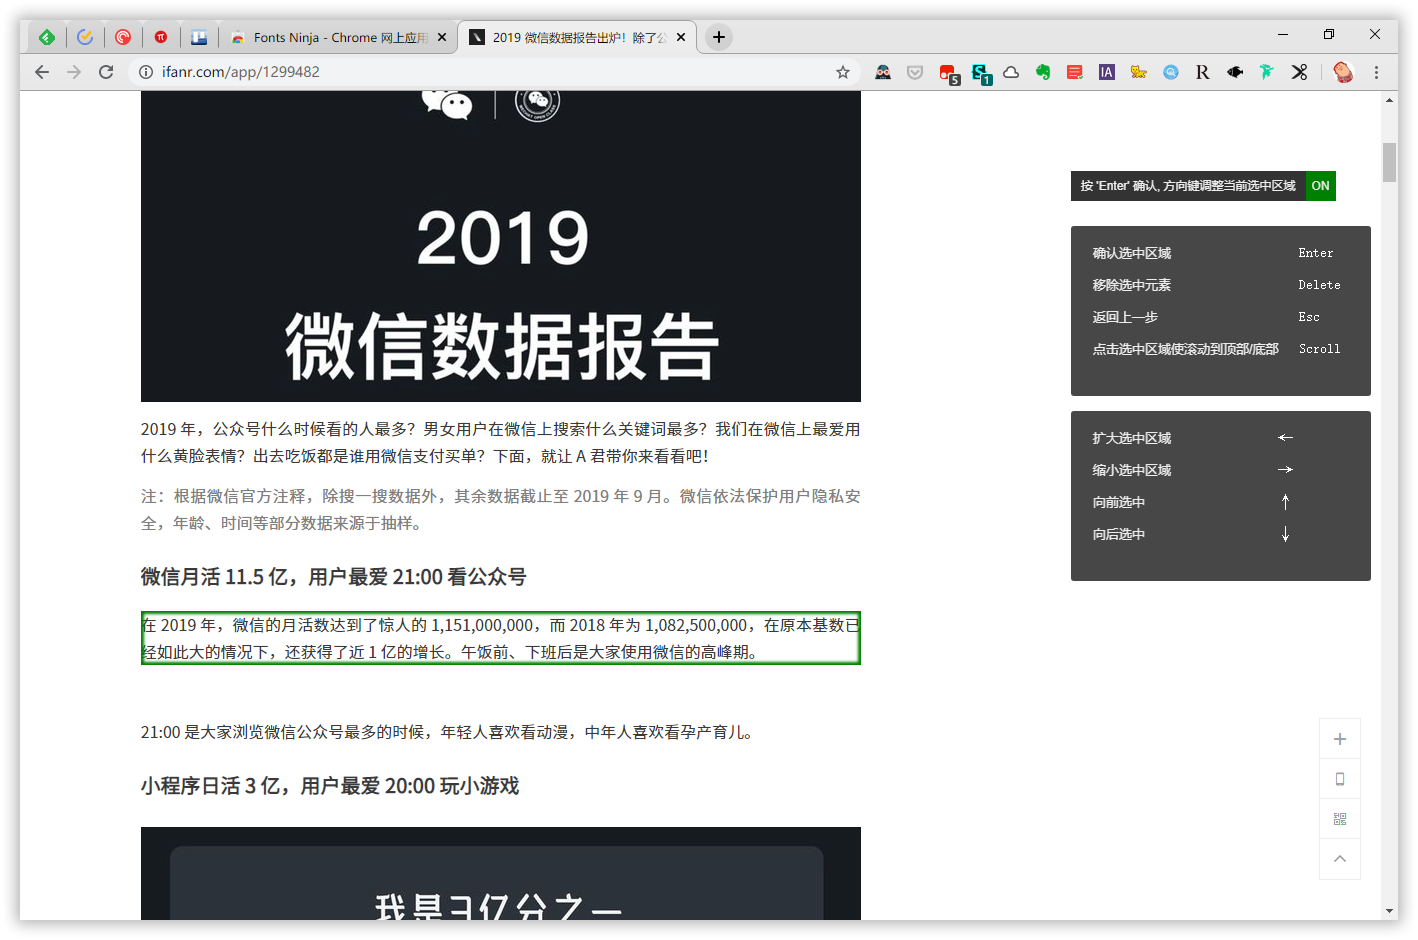 Fonts Ninja - Chrome 网上应用
2019 微信数据报告出炉！除了公
ifanr.com/app/1299482
5
1
IA
R
2019
微信数据报告
2019 年，公众号什么时候看的人最多？男女用户在微信上搜索什么关键词最多？我们在微信上最爱用
什么黄脸表情？出去吃饭都是谁用微信支付买单？下面，就让 A 君带你来看看吧！
注：根据微信官方注释，除搜一搜数据外，其余数据截止至 2019 年 9 月。微信依法保护用户隐私安
全，年龄、时间等部分数据来源于抽样。
微信月活 11.5 亿，用户最爱 21:00 看公众号
在 2019 年，微信的月活数达到了惊人的 1,151,000,000，而 2018 年为 1,082,500,000，在原本基数已
经如此大的情况下，还获得了近 1 亿的增长。午饭前、下班后是大家使用微信的高峰期。
21:00 是大家浏览微信公众号最多的时候，年轻人喜欢看动漫，中年人喜欢看孕产育儿。
小程序日活 3 亿，用户最爱 20:00 玩小游戏
我是3亿分之一
按 'Enter' 确认, 方向键调整当前选中区域 ON
确认选中区域 Enter
移除选中元素 Delete
返回上一步 Esc
点击选中区域使滚动到顶部/底部 Scroll
扩大选中区域 ←
缩小选中区域 →
向前选中 ↑
向后选中 ↓